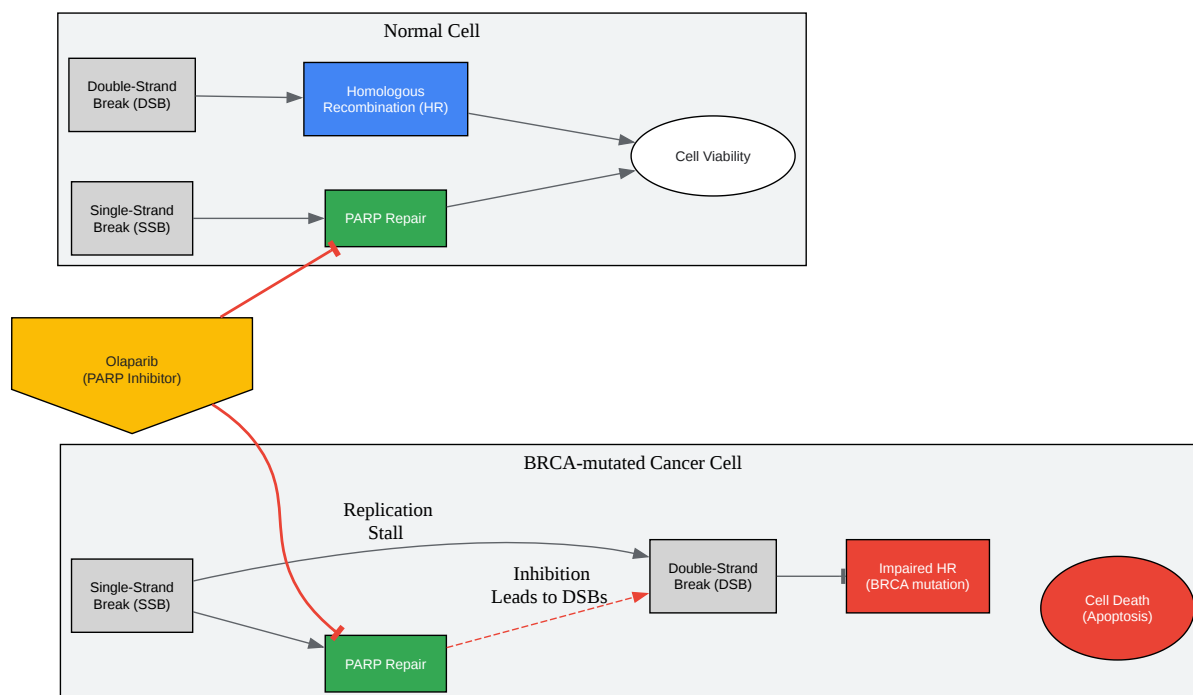 Normal Cell
Double-Strand
Break (DSB)
Homologous
Recombination (HR)
Cell Viability
Single-Strand
Break (SSB)
PARP Repair
Olaparib
(PARP Inhibitor)
BRCA-mutated Cancer Cell
Replication
Stall
Single-Strand
Break (SSB)
Inhibition
Leads to DSBs
Double-Strand
Break (DSB)
Impaired HR
(BRCA mutation)
Cell Death
(Apoptosis)
PARP Repair